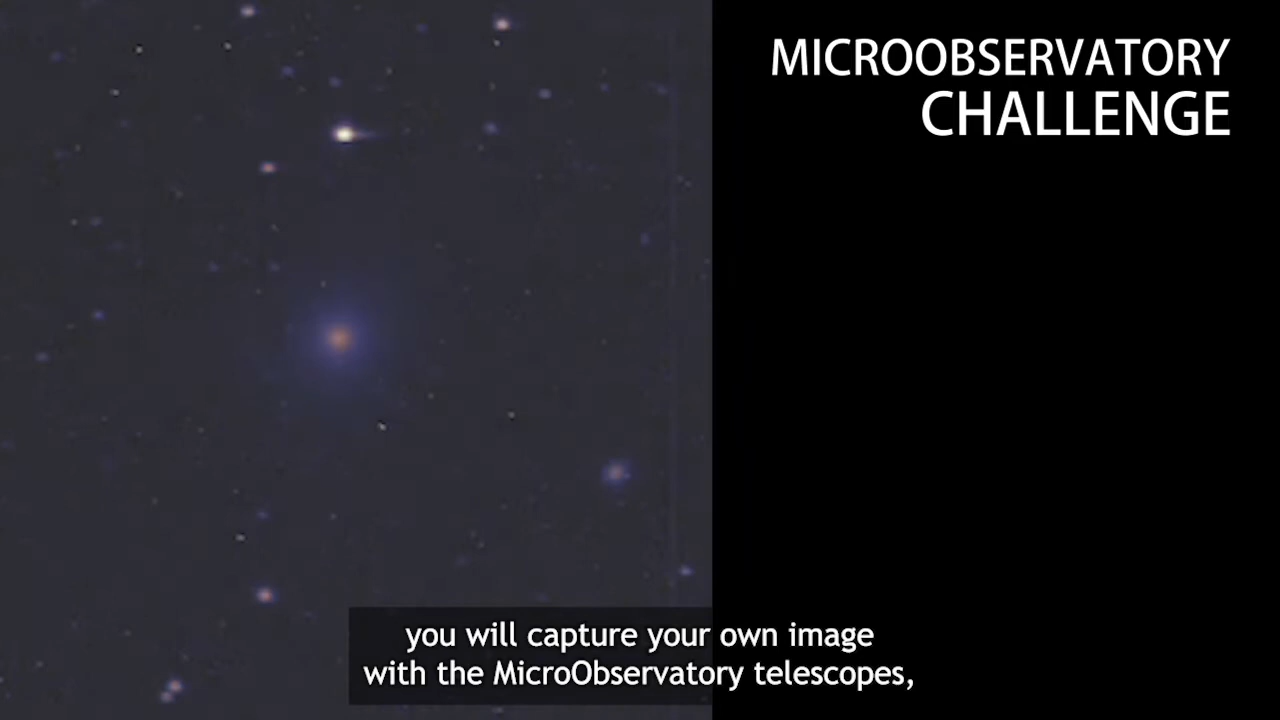 MICROOBSERVATORY
CHALLENGE
you will capture your own image
with the MicroObservatory telescopes,